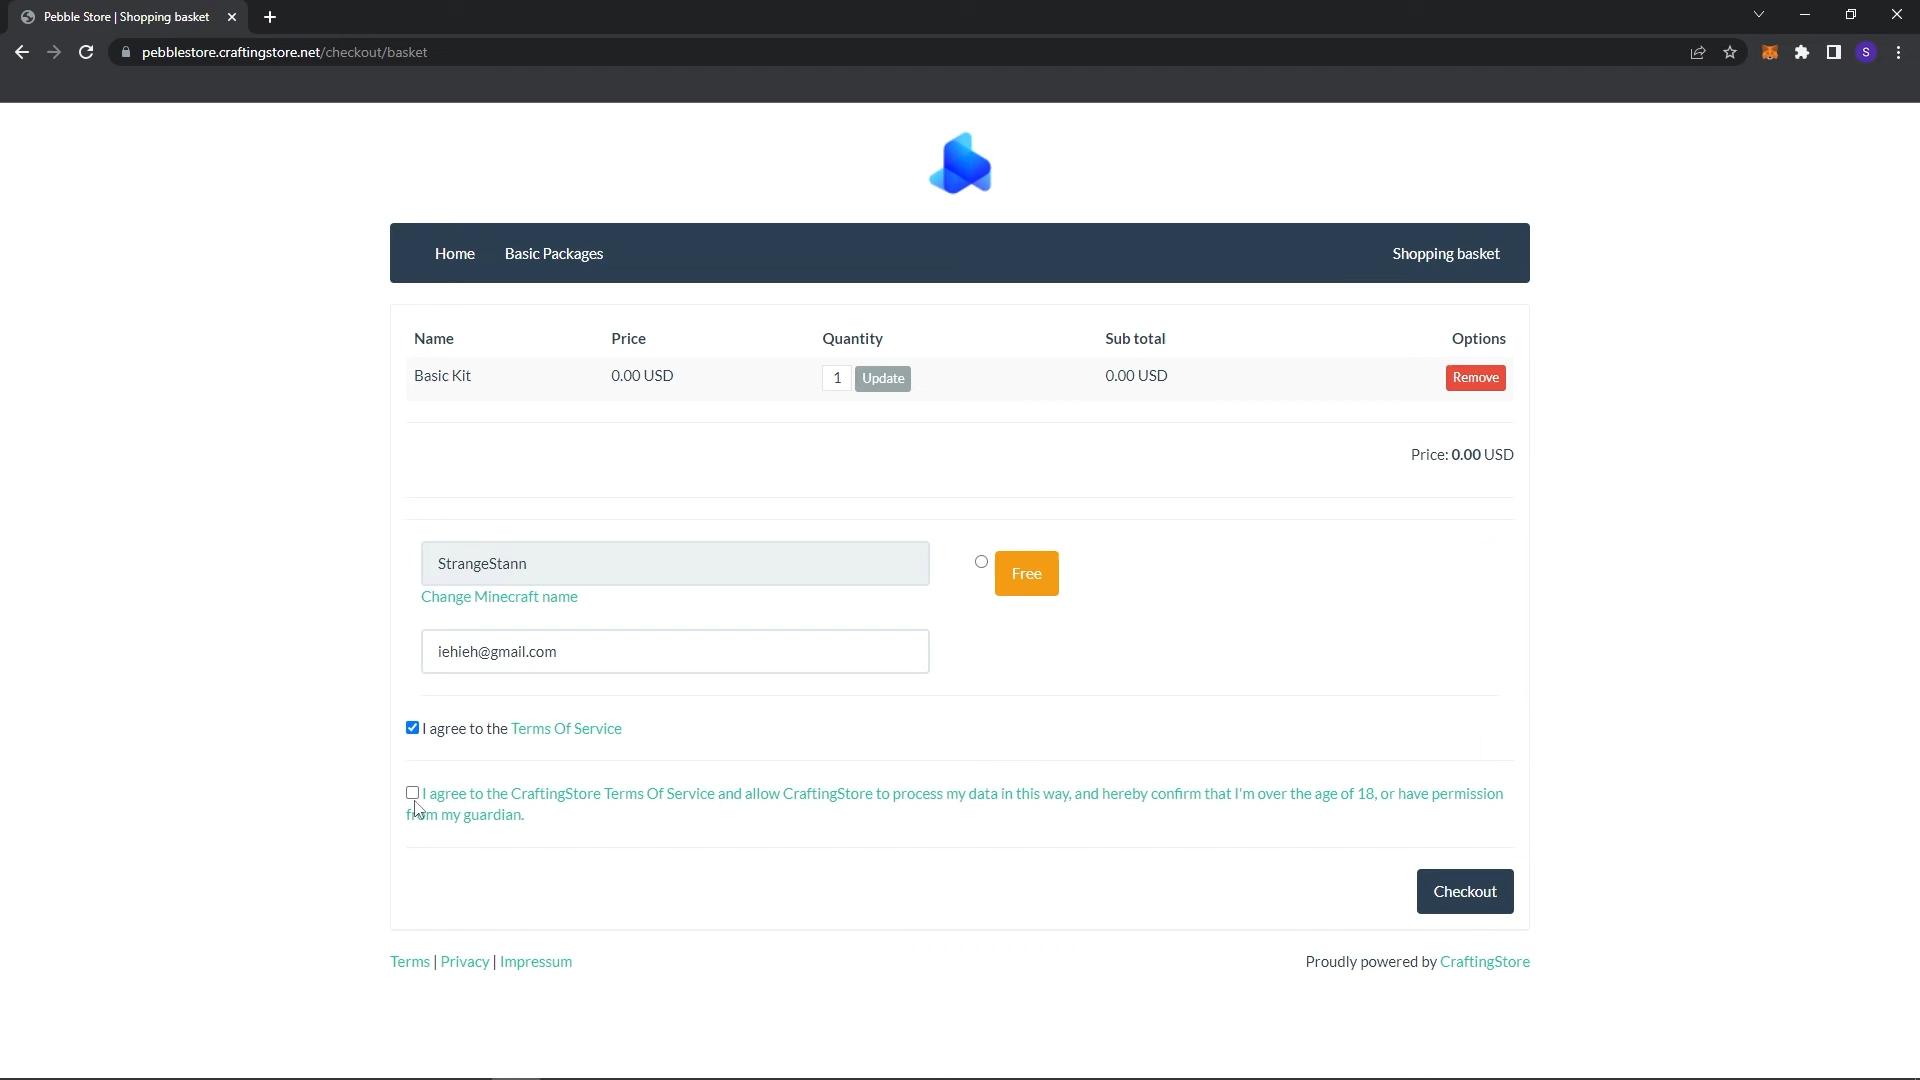 Pebble Store | Shopping basket
pebblestore.craftingstore.net/checkout/basket
S
Home Basic Packages Shopping basket
Name Price Quantity Sub total Options
Basic Kit 0.00 USD 1 Update 0.00 USD Remove
Price: 0.00 USD
StrangeStann
Free
Change Minecraft name
iehieh@gmail.com
I agree to the Terms Of Service
I agree to the CraftingStore Terms Of Service and allow CraftingStore to process my data in this way, and hereby confirm that I'm over the age of 18, or have permission
from my guardian.
Checkout
Terms | Privacy | Impressum Proudly powered by CraftingStore